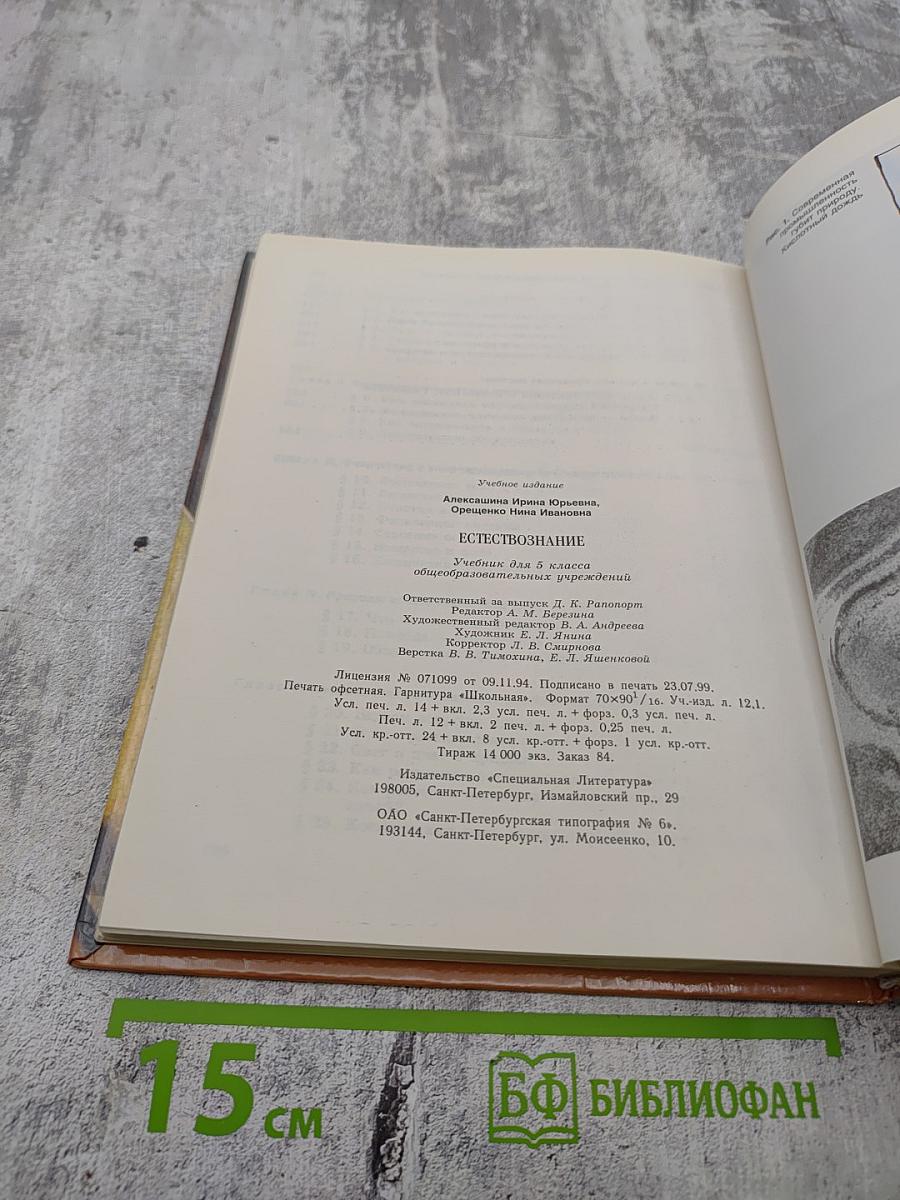 Учебное издание
Алексашина Ирина Юрьевна,
Орещенко Нина Ивановна
ЕСТЕСТВОЗНАНИЕ
Учебник для 5 класса
общеобразовательных учреждений
Ответственный за выпуск Д. К. Рапопорт
Редактор А. М. Березина
Художественный редактор В. А. Андреева
Художник Е. Л. Янина
Корректор Л. В. Смирнова
Верстка В. В. Тимохина, Е. Л. Яшенковой
Лицензия № 071099 от 09.11.94. Подписано в печать 23.07.99.
Печать офсетная. Гарнитура «Школьная». Формат 70×90¹/₁₆. Уч.-изд. л. 12,1.
Усл. печ. л. 14 + вкл. 2,3 усл. печ. л. + форз. 0,3 усл. печ. л.
Печ. л. 12 + вкл. 2 печ. л. + форз. 0,25 печ. л.
Усл. кр.-отт. 24 + вкл. 8 усл. кр.-отт. + форз. 1 усл. кр.-отт.
Тираж 14 000 экз. Заказ 84.
Издательство «Специальная Литература»
198005, Санкт-Петербург, Измайловский пр., 29
ОАО «Санкт-Петербургская типография № 6».
193144, Санкт-Петербург, ул. Моисеенко, 10.
Рис. 1. Современная
промышленность
губит природу.
Кислотный дождь
15 см
БФ БИБЛИОФАН